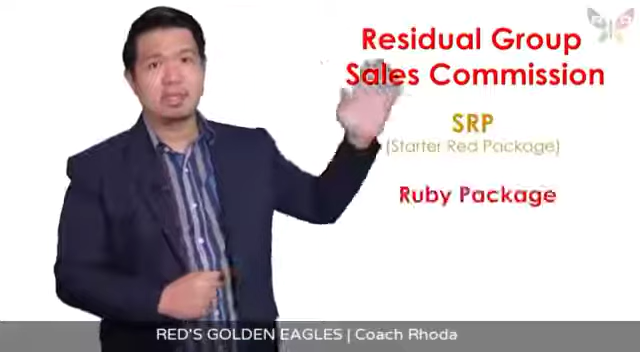 Residual Group
Sales Commission
SRP
(Starter Red Package)
Ruby Package
RED'S GOLDEN EAGLES | Coach Rhoda